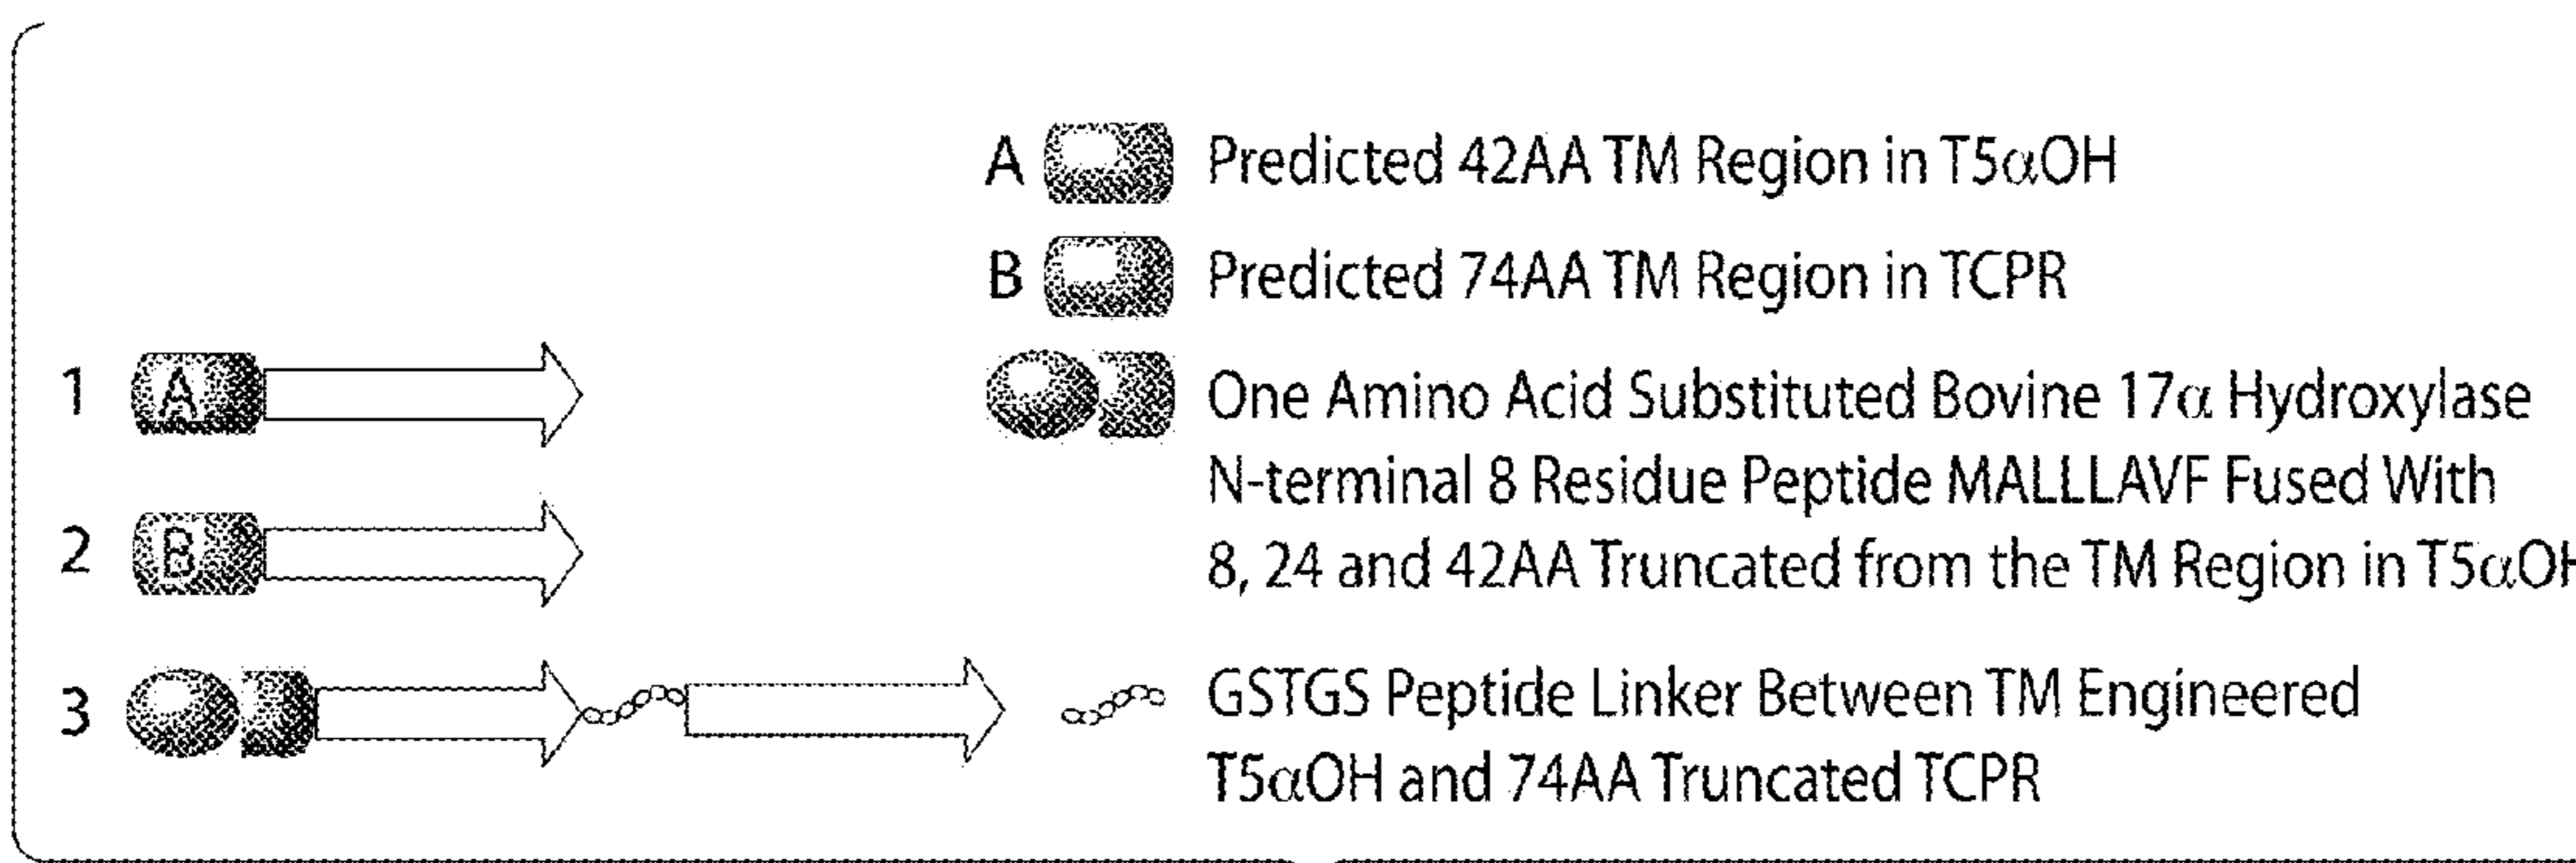 A Predicted 42AA TM Region in T5αOH
B Predicted 74AA TM Region in TCPR
1 A
One Amino Acid Substituted Bovine 17α Hydroxylase
N-terminal 8 Residue Peptide MALLLAVF Fused With
2 B
8, 24 and 42AA Truncated from the TM Region in T5αOH
3
GSTGS Peptide Linker Between TM Engineered
T5αOH and 74AA Truncated TCPR